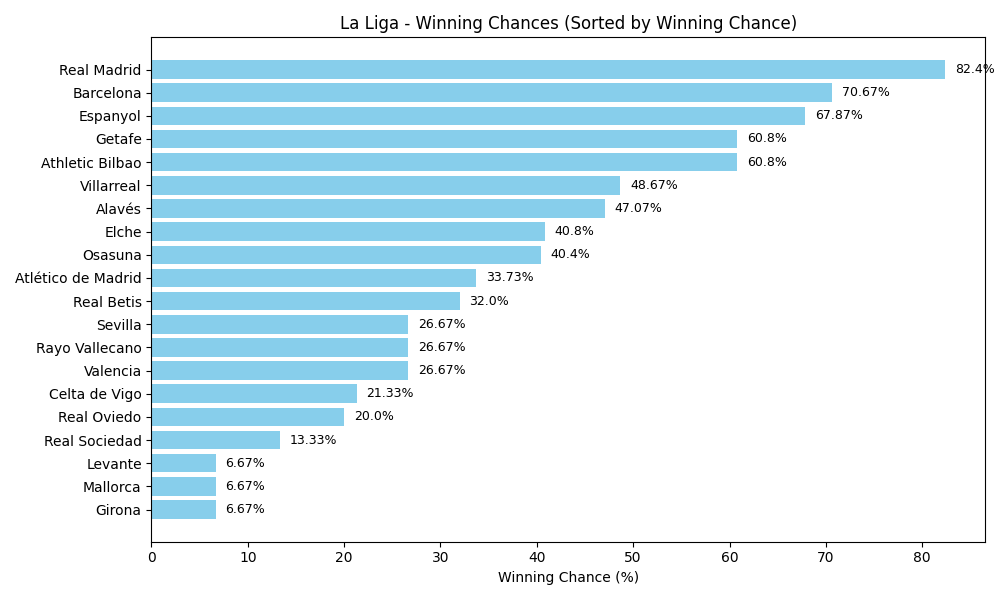 La Liga - Winning Chances (Sorted by Winning Chance)
Real Madrid 82.4%
Barcelona 70.67%
Espanyol 67.87%
Getafe 60.8%
Athletic Bilbao 60.8%
Villarreal 48.67%
Alavés 47.07%
Elche 40.8%
Osasuna 40.4%
Atlético de Madrid 33.73%
Real Betis 32.0%
Sevilla 26.67%
Rayo Vallecano 26.67%
Valencia 26.67%
Celta de Vigo 21.33%
Real Oviedo 20.0%
Real Sociedad 13.33%
Levante 6.67%
Mallorca 6.67%
Girona 6.67%
0 10 20 30 40 50 60 70 80
Winning Chance (%)